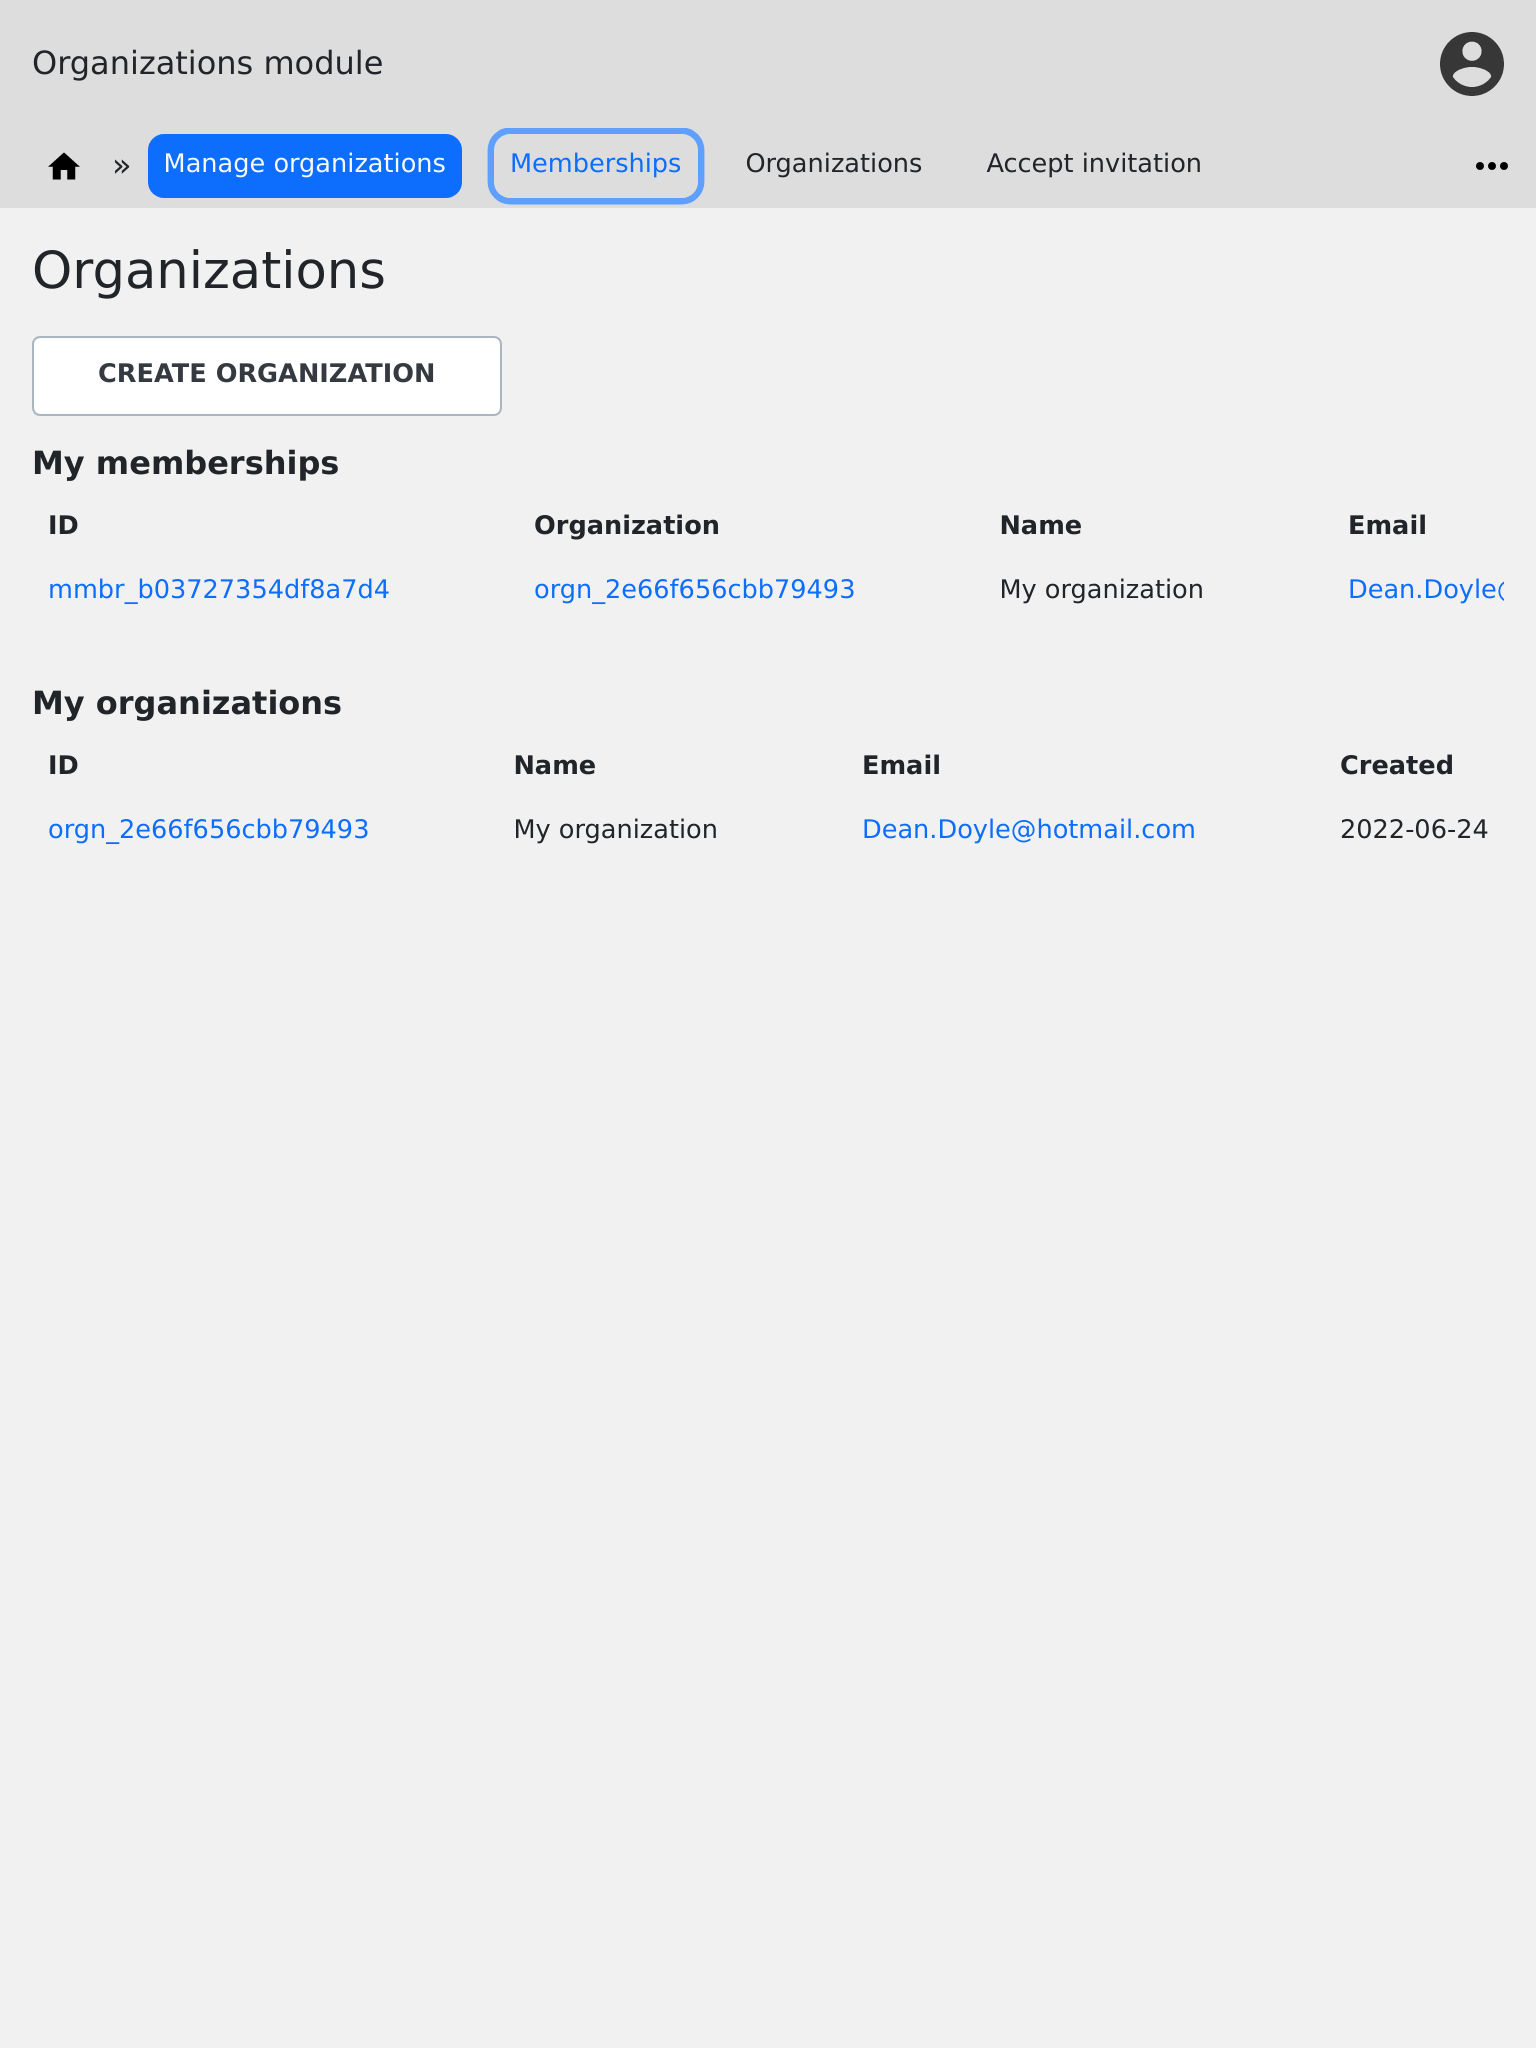 Organizations module
» Manage organizations Memberships Organizations Accept invitation
Organizations
CREATE ORGANIZATION
My memberships
ID Organization Name Email
mmbr_b03727354df8a7d4 orgn_2e66f656cbb79493 My organization Dean.Doyle@
My organizations
ID Name Email Created
orgn_2e66f656cbb79493 My organization Dean.Doyle@hotmail.com 2022-06-24